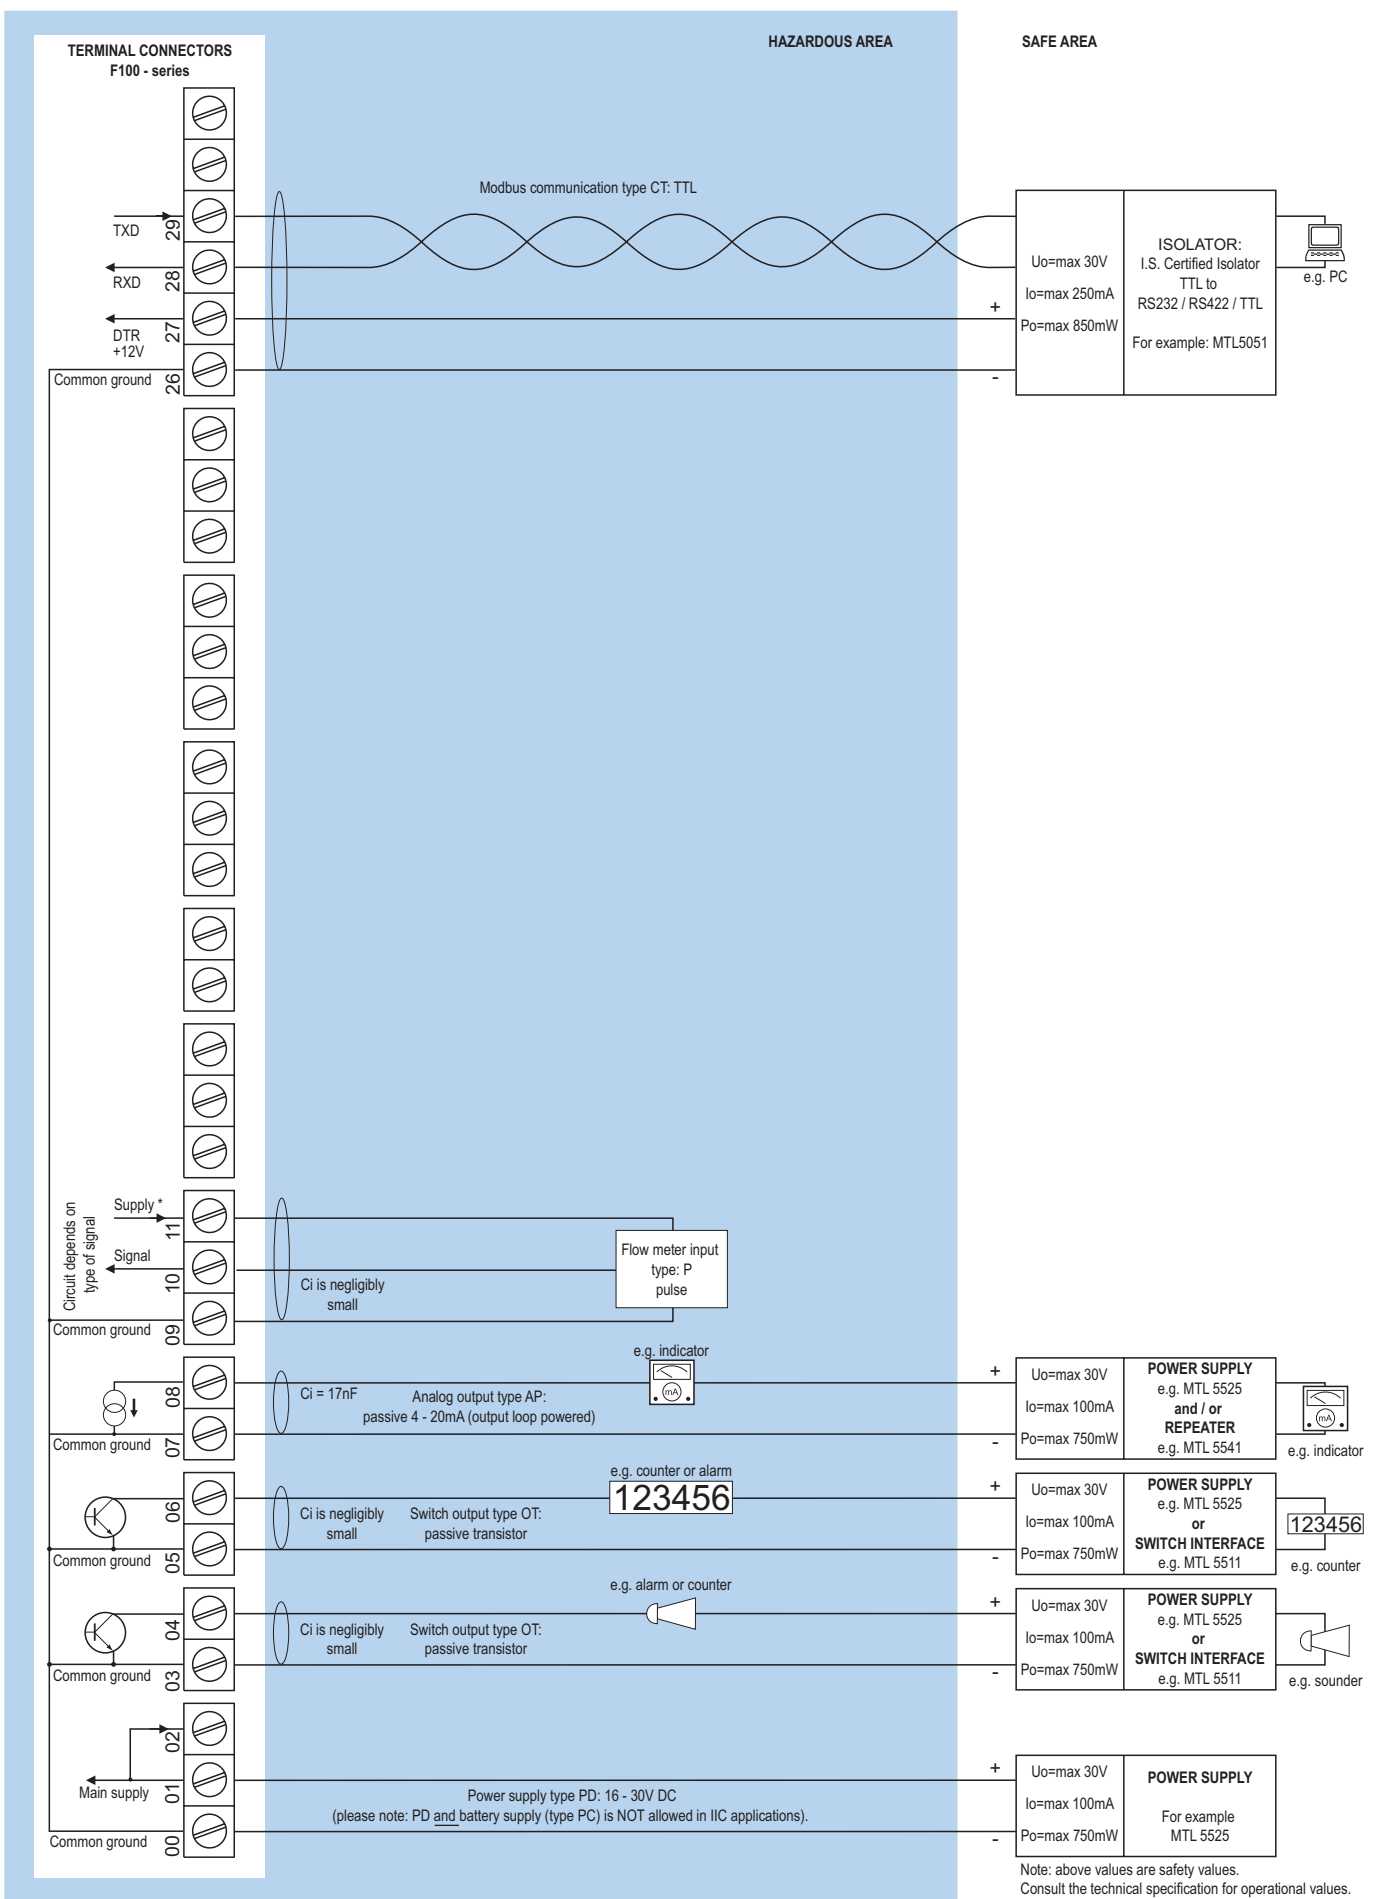 HAZARDOUS AREA
SAFE AREA
TERMINAL CONNECTORS
F100 - series
Modbus communication type CT: TTL
TXD
29
RXD
28
DTR
+12V
27
Common ground
26
+
-
Uo=max 30V
Io=max 250mA
Po=max 850mW
ISOLATOR:
I.S. Certified Isolator
TTL to
RS232 / RS422 / TTL
For example: MTL5051
e.g. PC
Circuit depends on
type of signal
Supply *
11
Signal
10
Common ground
09
Ci is negligibly
small
Flow meter input
type: P
pulse
08
Common ground
07
Ci = 17nF
Analog output type AP:
passive 4 - 20mA (output loop powered)
e.g. indicator
mA
+
-
Uo=max 30V
Io=max 100mA
Po=max 750mW
POWER SUPPLY
e.g. MTL 5525
and / or
REPEATER
e.g. MTL 5541
mA
e.g. indicator
06
Common ground
05
Ci is negligibly
small
Switch output type OT:
passive transistor
e.g. counter or alarm
123456
+
-
Uo=max 30V
Io=max 100mA
Po=max 750mW
POWER SUPPLY
e.g. MTL 5525
or
SWITCH INTERFACE
e.g. MTL 5511
123456
e.g. counter
04
Common ground
03
Ci is negligibly
small
Switch output type OT:
passive transistor
e.g. alarm or counter
+
-
Uo=max 30V
Io=max 100mA
Po=max 750mW
POWER SUPPLY
e.g. MTL 5525
or
SWITCH INTERFACE
e.g. MTL 5511
e.g. sounder
02
Main supply
01
Common ground
00
Power supply type PD: 16 - 30V DC
(please note: PD and battery supply (type PC) is NOT allowed in IIC applications).
+
-
Uo=max 30V
Io=max 100mA
Po=max 750mW
POWER SUPPLY
For example
MTL 5525
Note: above values are safety values.
Consult the technical specification for operational values.